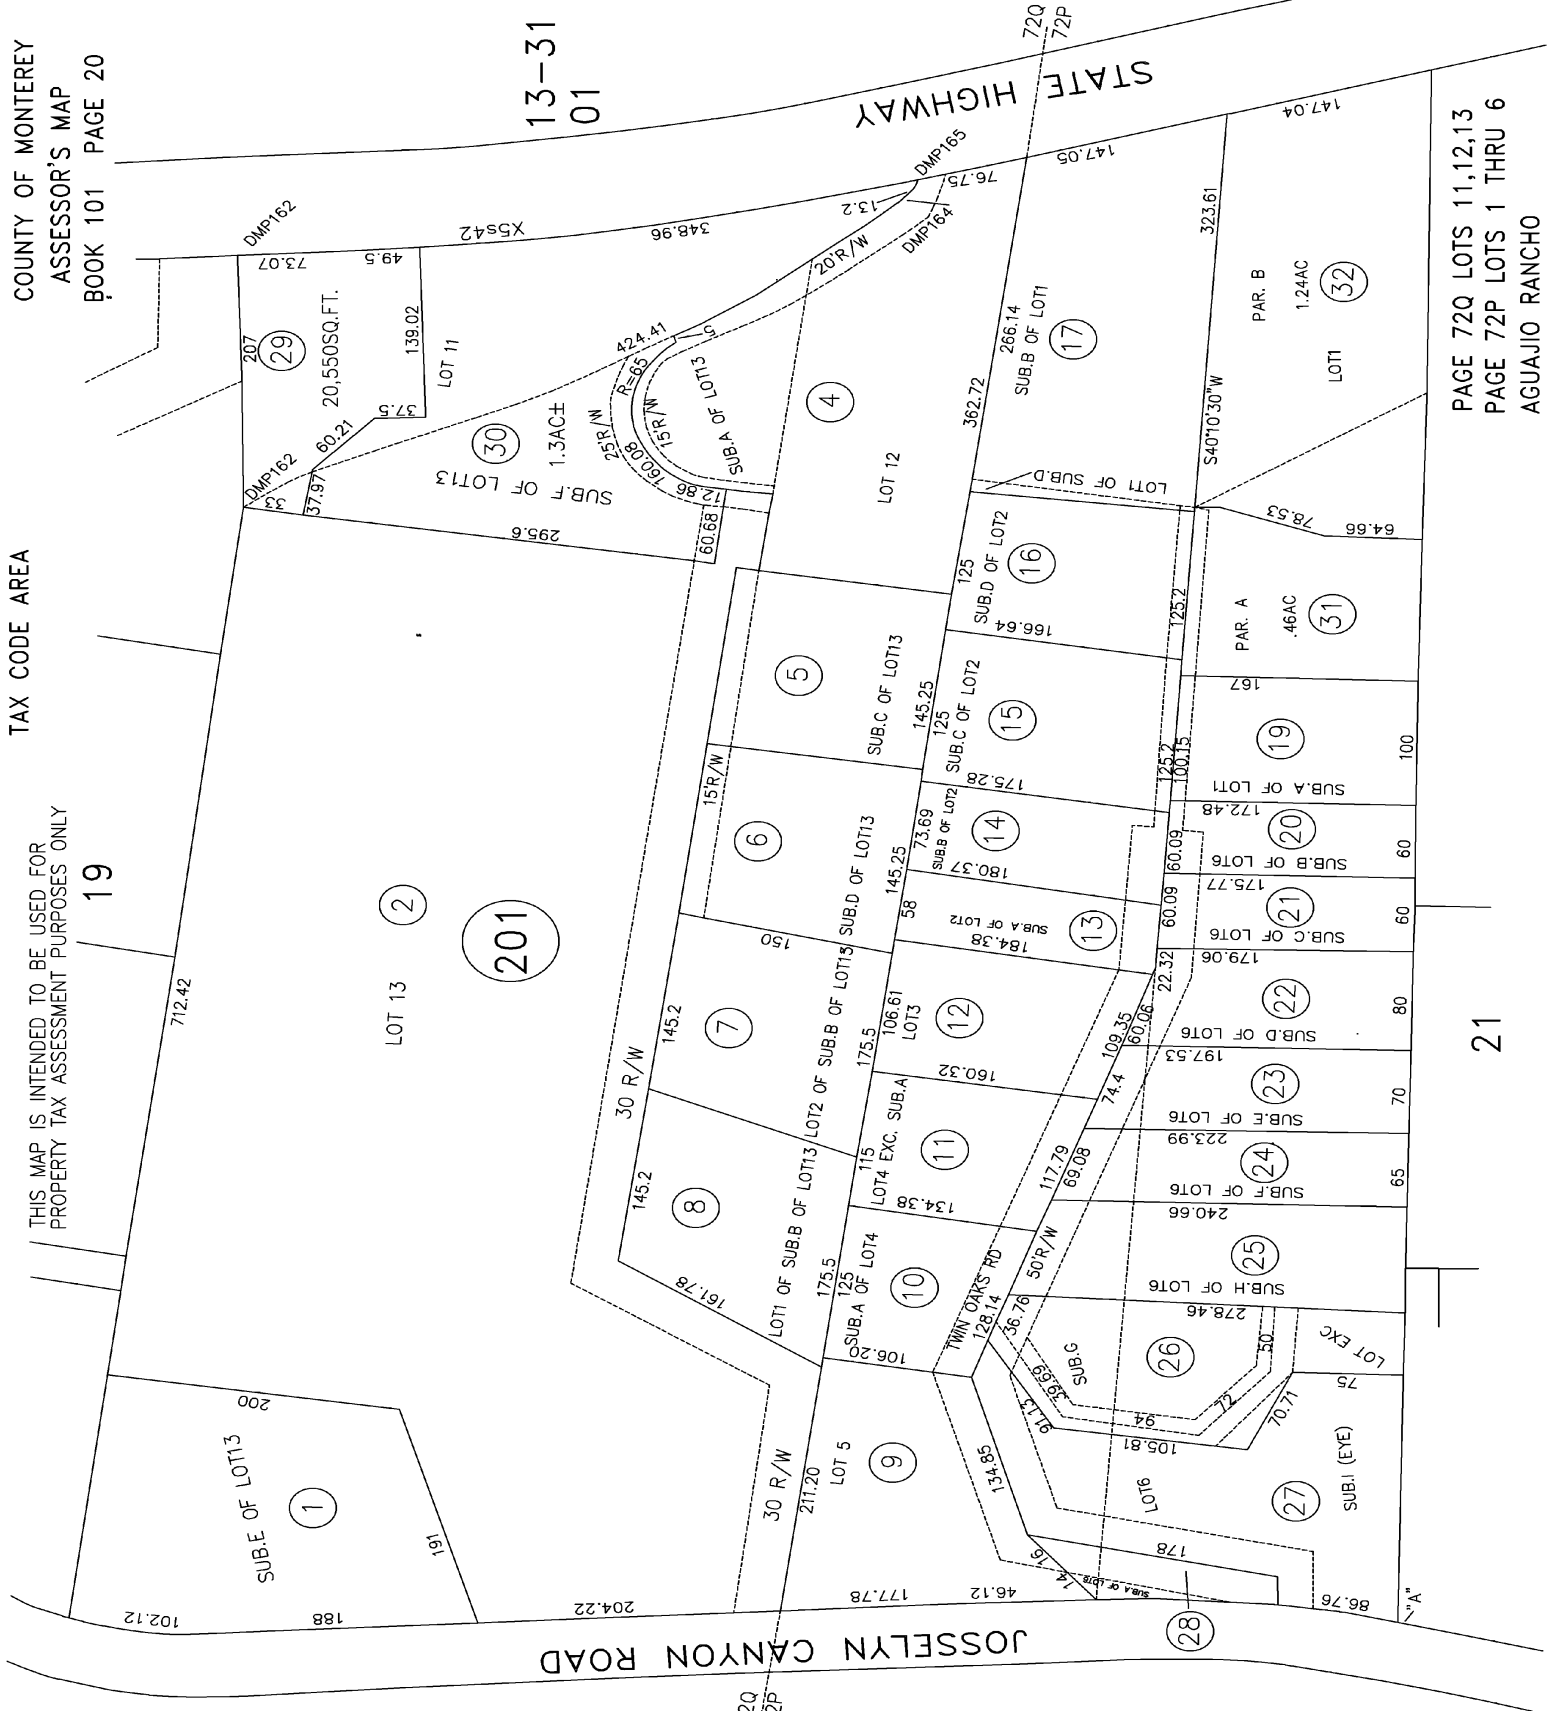 COUNTY OF MONTEREY
ASSESSOR'S MAP
BOOK 101 PAGE 20
TAX CODE AREA
THIS MAP IS INTENDED TO BE USED FOR
PROPERTY TAX ASSESSMENT PURPOSES ONLY
13-31
01
19
21
201
STATE HIGHWAY
JOSSELYN CANYON ROAD
TWIN OAKS RD
72Q
72P
2Q
2P
PAGE 72Q LOTS 11,12,13
PAGE 72P LOTS 1 THRU 6
AGUAJIO RANCHO
DMP162
73.07
49.5
X5s42
348.96
207
29
20,550SQ.FT.
139.02
LOT 11
37.5
60.21
DMP162
33
37.97
30
1.3AC±
SUB.F OF LOT13
295.6
60.68
12.86
160.08
25'R/W
15'R/W
R=65
424.41
5
SUB.A OF LOT13
20'R/W
13.2
DMP164
DMP165
76.75
147.05
147.04
323.61
PAR. B
1.24AC
32
LOT1
S40°10'30"W
266.14
SUB.B OF LOT1
17
362.72
LOT1 OF SUB.D
4
LOT 12
78.53
64.66
PAR. A
.46AC
31
167
125
SUB.D OF LOT2
16
166.64
125.2
5
SUB.C OF LOT13
145.25
125
SUB.C OF LOT2
15
175.28
125.2
100.15
19
SUB.A OF LOT1
100
172.48
15'R/W
6
SUB.D OF LOT13
145.25
73.69
SUB.B OF LOT2
14
180.37
60.09
20
SUB.B OF LOT6
60
175.77
150
58
SUB.A OF LOT2
13
184.38
60.09
21
SUB.C OF LOT6
60
179.06
22.32
712.42
2
LOT 13
30 R/W
145.2
7
LOT2 OF SUB.B OF LOT13
175.5
106.61
LOT3
12
160.32
109.35
60.06
22
SUB.D OF LOT6
80
197.53
74.4
23
SUB.E OF LOT6
70
223.99
145.2
8
161.78
LOT1 OF SUB.B OF LOT13
175.5
115
LOT4 EXC. SUB.A
11
134.38
117.79
69.08
24
SUB.F OF LOT6
65
240.66
125
SUB.A OF LOT4
10
106.20
128.14
50'R/W
25
SUB.H OF LOT6
278.46
36.76
SUB.G
26
50
39.69
91.13
94
72
105.81
70.71
LOT EXC
75
200
SUB.E OF LOT13
1
191
102.12
188
204.22
30 R/W
211.20
LOT 5
9
134.85
177.78
46.12
16
14
SUB.A OF LOT6
178
LOT6
27
SUB.I (EYE)
28
86.76
"A"